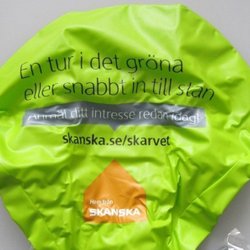 En tur i det gröna
eller snabbt in till stan
Anmäl ditt intresse redan idag!
skanska.se/skarvet
Hem från
SKANSKA